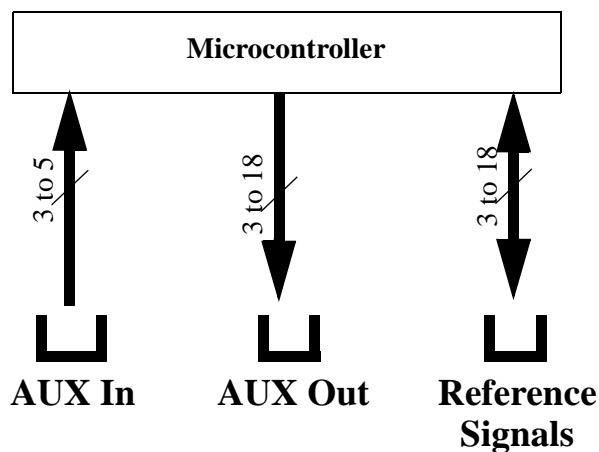 Microcontroller
3 to 5
3 to 18
3 to 18
AUX In
AUX Out
Reference
Signals